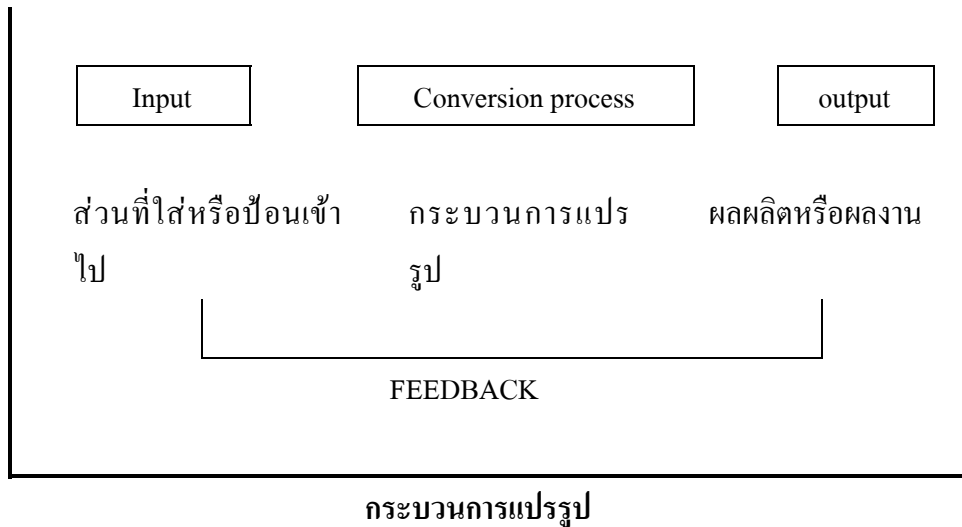 Input Conversion process output
ส่วนที่ใส่หรือป้อนเข้า กระบวนการแปร ผลผลิตหรือผลงาน
ไป รูป
FEEDBACK
กระบวนการแปรรูป